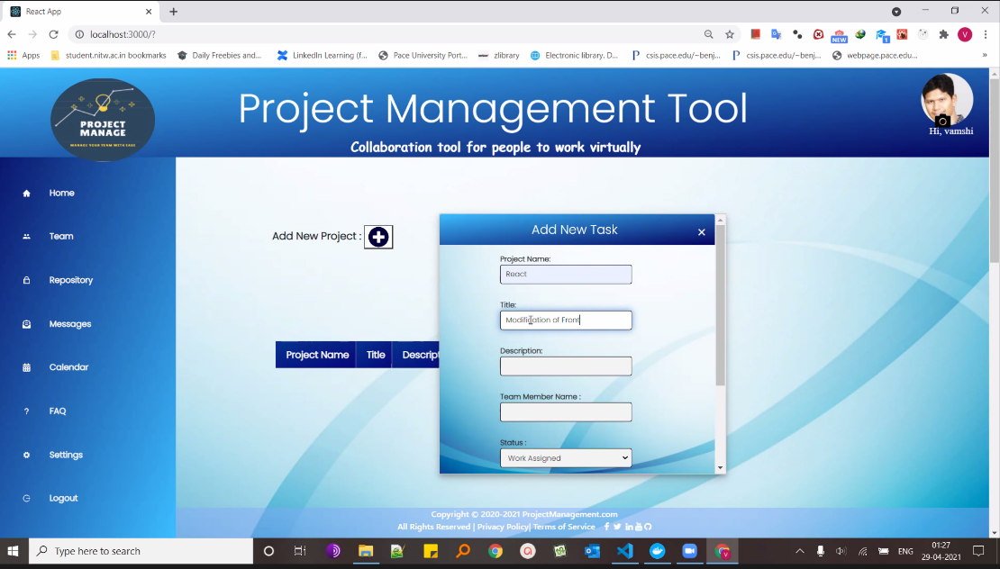 React App
localhost:3000/?
NEW
1
V
Apps
student.nitw.ac.in bookmarks
Daily Freebies and...
LinkedIn Learning (f...
Pace University Port...
zlibrary
Electronic library. D...
csis.pace.edu/~benj...
csis.pace.edu/~benj...
webpage.pace.edu...
PROJECT
MANAGE
MANAGE YOUR TEAM WITH EASE
Project Management Tool
Collaboration tool for people to work virtually
Hi, vamshi
Home
Team
Repository
Messages
Calendar
FAQ
Settings
Logout
Add New Project :
Project Name
Title
Descript
Add New Task
Project Name:
React
Title:
Modification of Front
Description:
Team Member Name :
Status :
Work Assigned
Copyright © 2020-2021 ProjectManagement.com
All Rights Reserved | Privacy Policy| Terms of Service
Type here to search
ENG
01:27
29-04-2021